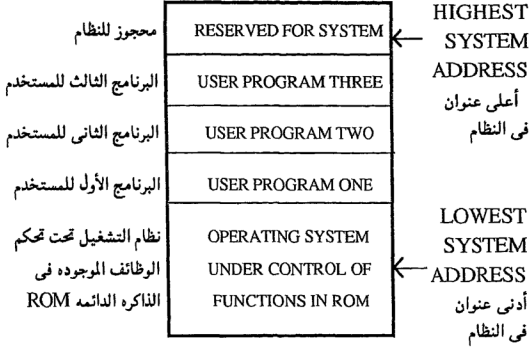 HIGHEST
SYSTEM
ADDRESS
أعلى عنوان
فى النظام
محجوز للنظام
RESERVED FOR SYSTEM
البرنامج الثالث للمستخدم
USER PROGRAM THREE
البرنامج الثانى للمستخدم
USER PROGRAM TWO
البرنامج الأول للمستخدم
USER PROGRAM ONE
نظام التشغيل تحت تحكم
الوظائف الموجوده فى
الذاكره الدائمه ROM
OPERATING SYSTEM
UNDER CONTROL OF
FUNCTIONS IN ROM
LOWEST
SYSTEM
ADDRESS
أدنى عنوان
فى النظام